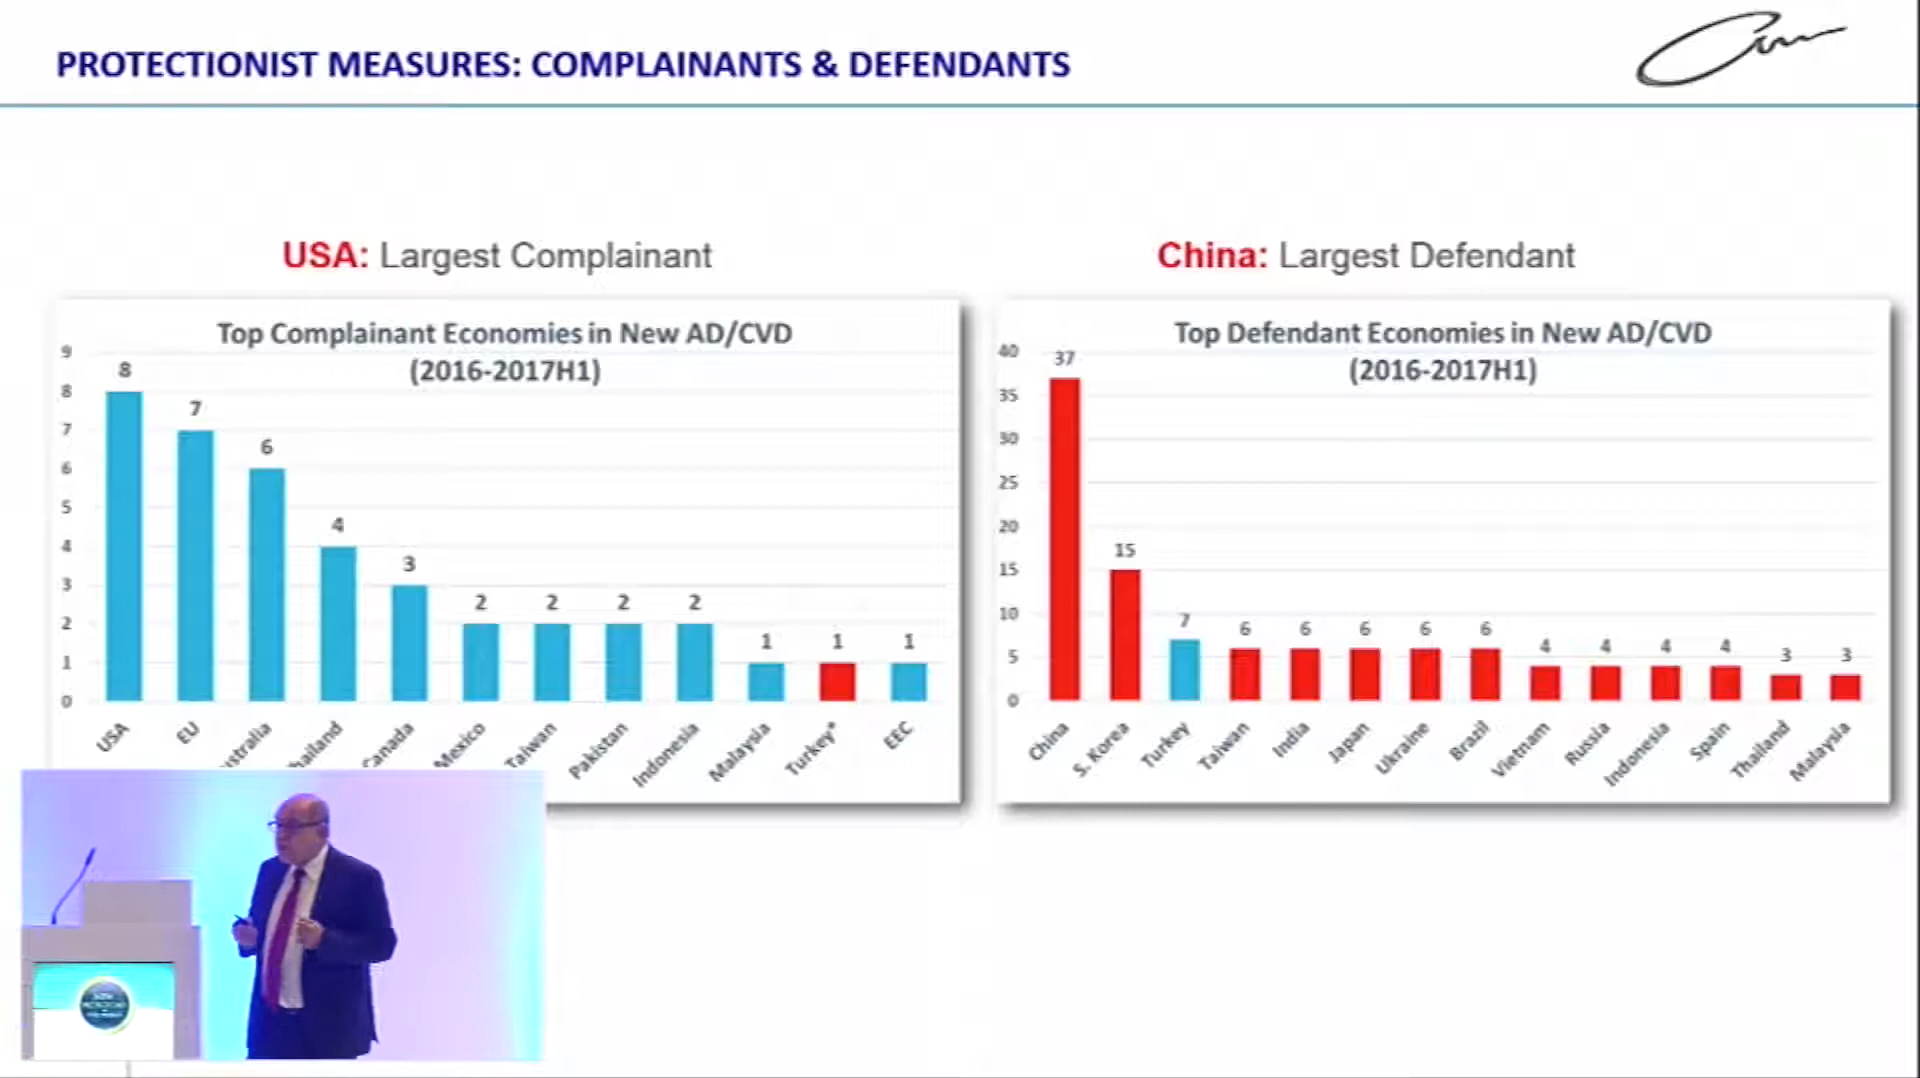 PROTECTIONIST MEASURES: COMPLAINANTS & DEFENDANTS
USA: Largest Complainant
Top Complainant Economies in New AD/CVD
(2016-2017H1)
9
8
7
6
5
4
3
2
1
0
8
7
6
4
3
2
2
2
2
1
1
1
USA
EU
ustralia
hailand
Canada
Mexico
Taiwan
Pakistan
Indonesia
Malaysia
Turkey*
EEC
China: Largest Defendant
Top Defendant Economies in New AD/CVD
(2016-2017H1)
40
35
30
25
20
15
10
5
0
37
15
7
6
6
6
6
6
4
4
4
4
3
3
China
S. Korea
Turkey
Taiwan
India
Japan
Ukraine
Brazil
Vietnam
Russia
Indonesia
Spain
Thailand
Malaysia